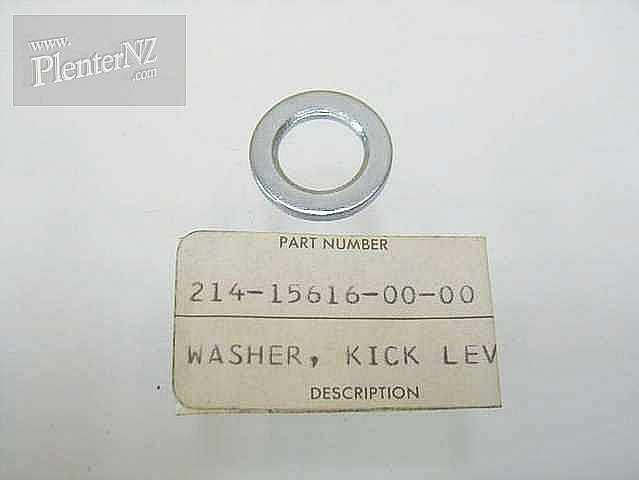 www.
PlenterNZ
.com
PART NUMBER
214-15616-00-00
WASHER, KICK LEV
DESCRIPTION